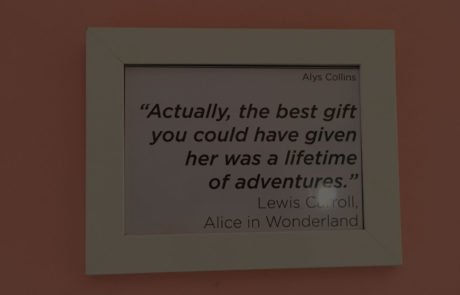 Alys Collins
“Actually, the best gift
you could have given
her was a lifetime
of adventures.”
Lewis Carroll,
Alice in Wonderland